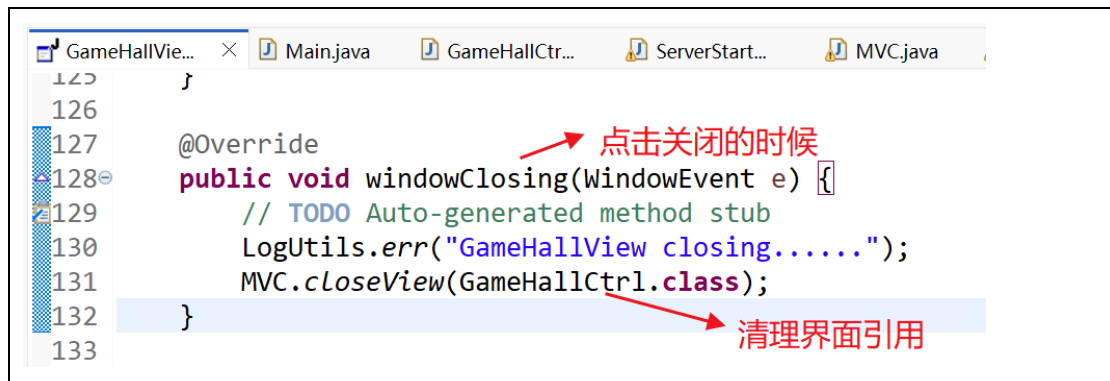 GameHallVie... Main.java GameHallCtr... ServerStart... MVC.java
125 }
126
127 @Override 点击关闭的时候
128 public void windowClosing(WindowEvent e) {
129 // TODO Auto-generated method stub
130 LogUtils.err("GameHallView closing......");
131 MVC.closeView(GameHallCtrl.class);
132 }
清理界面引用
133